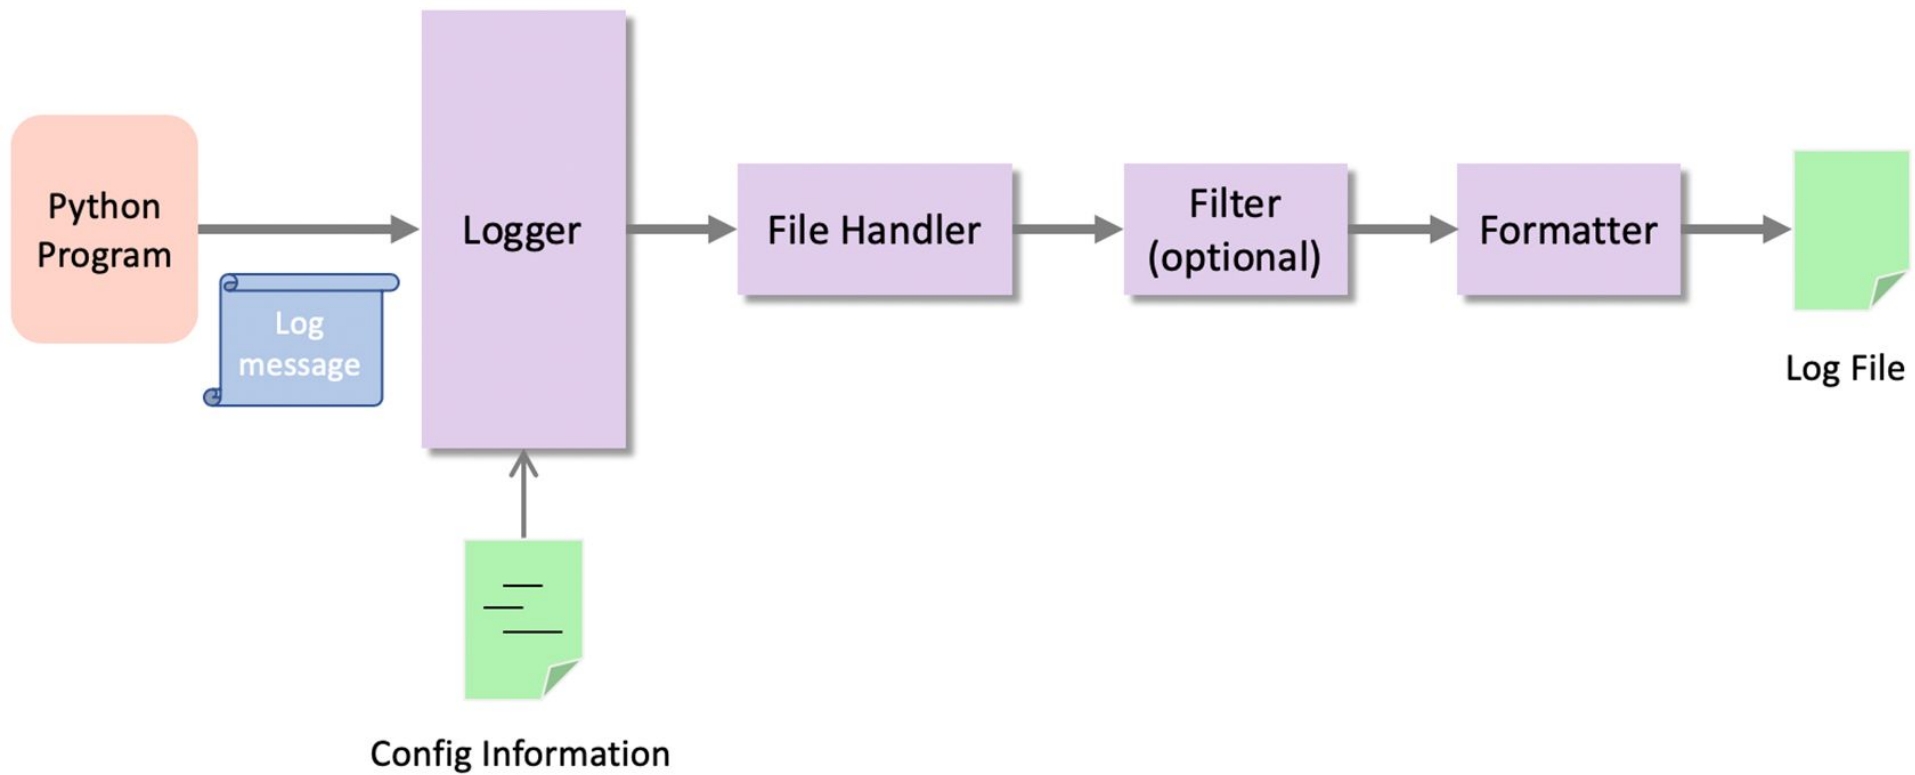 Python
Program
Log
message
Logger
File Handler
Filter
(optional)
Formatter
Log File
Config Information